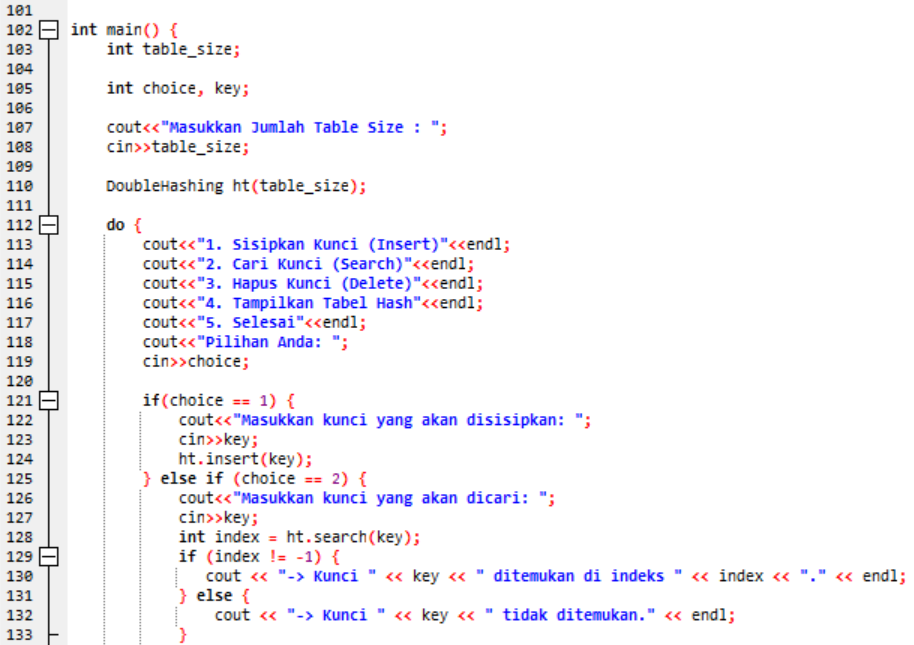 101
102 int main() {
103 int table_size;
104
105 int choice, key;
106
107 cout<<"Masukkan Jumlah Table Size : ";
108 cin>>table_size;
109
110 DoubleHashing ht(table_size);
111
112 do {
113 cout<<"1. Sisipkan Kunci (Insert)"<<endl;
114 cout<<"2. Cari Kunci (Search)"<<endl;
115 cout<<"3. Hapus Kunci (Delete)"<<endl;
116 cout<<"4. Tampilkan Tabel Hash"<<endl;
117 cout<<"5. Selesai"<<endl;
118 cout<<"Pilihan Anda: ";
119 cin>>choice;
120
121 if(choice == 1) {
122 cout<<"Masukkan kunci yang akan disisipkan: ";
123 cin>>key;
124 ht.insert(key);
125 } else if (choice == 2) {
126 cout<<"Masukkan kunci yang akan dicari: ";
127 cin>>key;
128 int index = ht.search(key);
129 if (index != -1) {
130 cout << "-> Kunci " << key << " ditemukan di indeks " << index << "." << endl;
131 } else {
132 cout << "-> Kunci " << key << " tidak ditemukan." << endl;
133 }